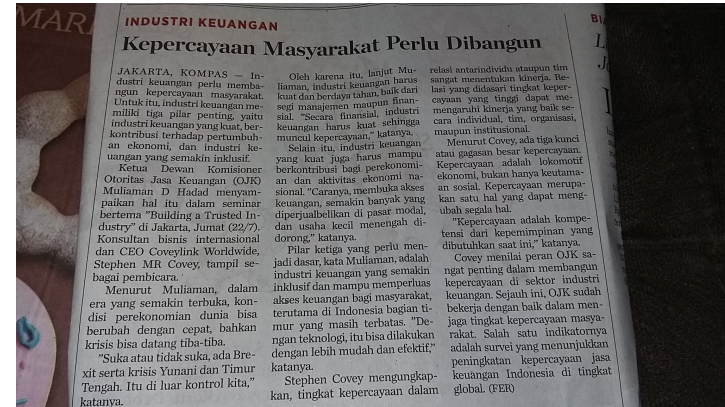 MARI
INDUSTRI KEUANGAN
Kepercayaan Masyarakat Perlu Dibangun
JAKARTA, KOMPAS — In-
dustri keuangan perlu memba-
ngun kepercayaan masyarakat.
Untuk itu, industri keuangan me-
miliki tiga pilar penting, yaitu
industri keuangan yang kuat, ber-
kontribusi terhadap pertumbuh-
an ekonomi, dan industri ke-
uangan yang semakin inklusif.
Ketua Dewan Komisioner
Otoritas Jasa Keuangan (OJK)
Muliaman D Hadad menyam-
paikan hal itu dalam seminar
bertema "Building a Trusted In-
dustry" di Jakarta, Jumat (22/7).
Konsultan bisnis internasional
dan CEO Coveylink Worldwide,
Stephen MR Covey, tampil se-
bagai pembicara.
Menurut Muliaman, dalam
era yang semakin terbuka, kon-
disi perekonomian dunia bisa
berubah dengan cepat, bahkan
krisis bisa datang tiba-tiba.
"Suka atau tidak suka, ada Bre-
xit serta krisis Yunani dan Timur
Tengah. Itu di luar kontrol kita,"
katanya.
Oleh karena itu, lanjut Mu-
liaman, industri keuangan harus
kuat dan berdaya tahan, baik dari
segi manajemen maupun finan-
sial. "Secara finansial, industri
keuangan harus kuat sehingga
muncul kepercayaan," katanya.
Selain itu, industri keuangan
yang kuat juga harus mampu
berkontribusi bagi perekonomi-
an dan aktivitas ekonomi na-
sional. "Caranya, membuka akses
keuangan, semakin banyak yang
diperjualbelikan di pasar modal,
dan usaha kecil menengah di-
dorong," katanya.
Pilar ketiga yang perlu men-
jadi dasar, kata Muliaman, adalah
industri keuangan yang semakin
inklusif dan mampu memperluas
akses keuangan bagi masyarakat,
terutama di Indonesia bagian ti-
mur yang masih terbatas. "De-
ngan teknologi, itu bisa dilakukan
dengan lebih mudah dan efektif,"
katanya.
Stephen Covey mengungkap-
kan, tingkat kepercayaan dalam
relasi antarindividu ataupun tim
sangat menentukan kinerja. Re-
lasi yang didasari tingkat keper-
cayaan yang tinggi dapat me-
mengaruhi kinerja yang baik se-
cara individual, tim, organisasi,
maupun institusional.
Menurut Covey, ada tiga kunci
atau gagasan besar kepercayaan.
Kepercayaan adalah lokomotif
ekonomi, bukan hanya keutama-
an sosial. Kepercayaan merupa-
kan satu hal yang dapat meng-
ubah segala hal.
"Kepercayaan adalah kompe-
tensi dari kepemimpinan yang
dibutuhkan saat ini," katanya.
Covey menilai peran OJK sa-
ngat penting dalam membangun
kepercayaan di sektor industri
keuangan. Sejauh ini, OJK sudah
bekerja dengan baik dalam men-
jaga tingkat kepercayaan masya-
rakat. Salah satu indikatornya
adalah survei yang menunjukkan
peningkatan kepercayaan jasa
keuangan Indonesia di tingkat
global. (FER)